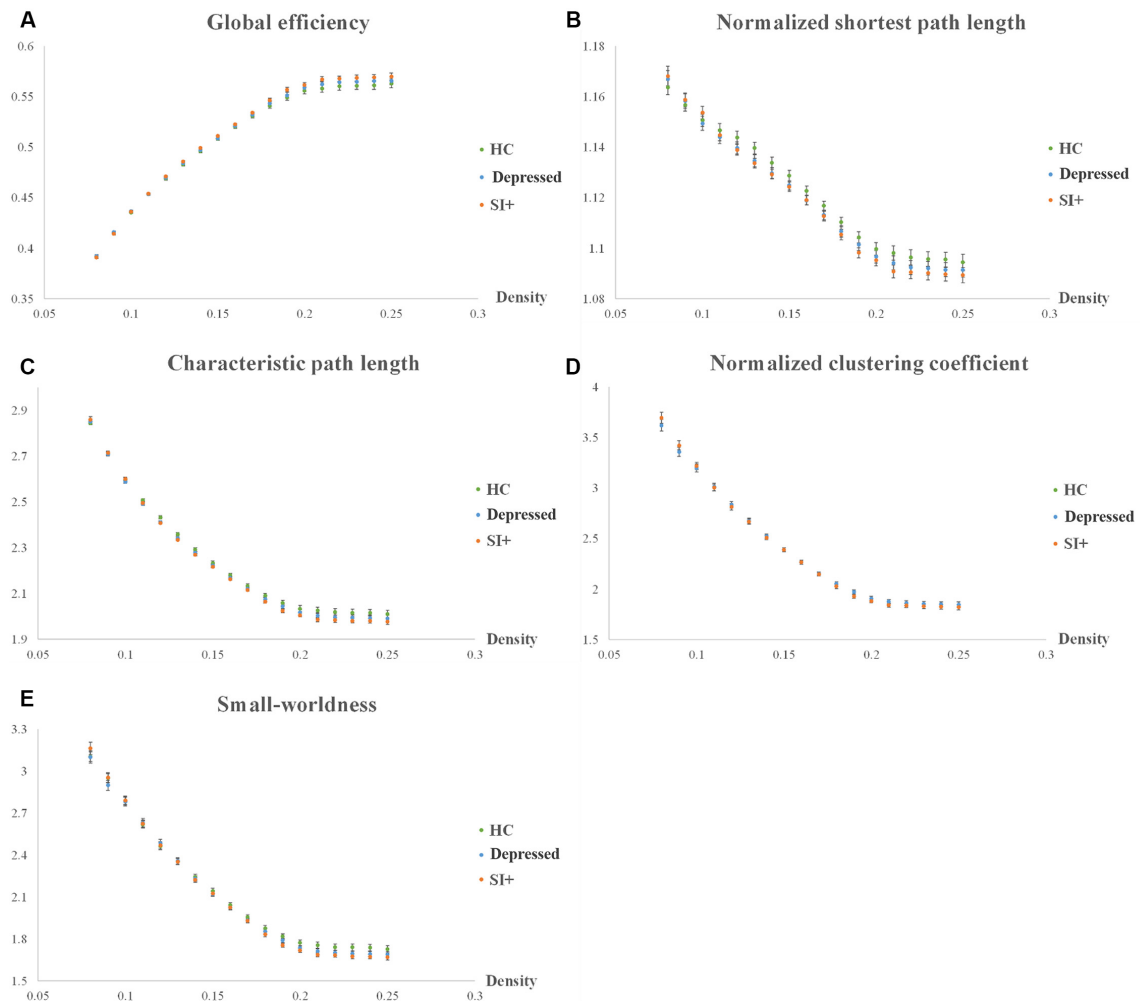 A
Global efficiency
0.6
0.55
0.5
0.45
0.4
0.35
HC
Depressed
SI+
Density
0.05 0.1 0.15 0.2 0.25 0.3
B
Normalized shortest path length
1.18
1.16
1.14
1.12
1.1
1.08
HC
Depressed
SI+
Density
0.05 0.1 0.15 0.2 0.25 0.3
C
Characteristic path length
2.9
2.7
2.5
2.3
2.1
1.9
HC
Depressed
SI+
Density
0.05 0.1 0.15 0.2 0.25 0.3
D
Normalized clustering coefficient
4
3.5
3
2.5
2
1.5
HC
Depressed
SI+
Density
0.05 0.1 0.15 0.2 0.25 0.3
E
Small-worldness
3.3
3
2.7
2.4
2.1
1.8
1.5
HC
Depressed
SI+
Density
0.05 0.1 0.15 0.2 0.25 0.3